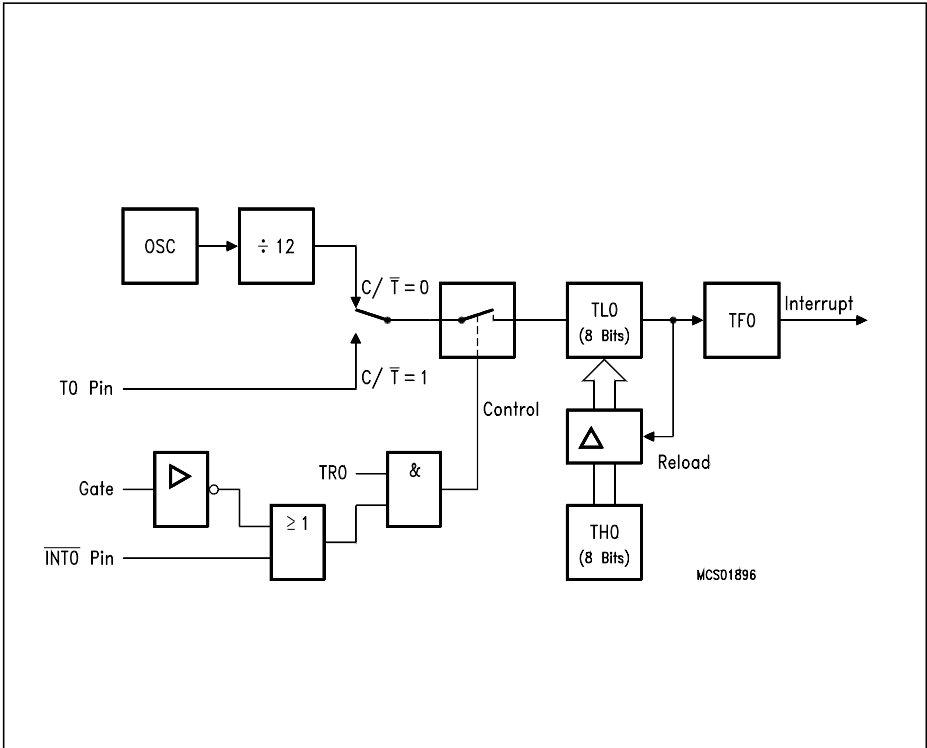 OSC
÷ 12
C/T̅ = 0
TL0
(8 Bits)
TF0
Interrupt
T0 Pin
C/T̅ = 1
Control
Reload
TR0
&
Gate
≥ 1
I̅N̅T̅0̅ Pin
TH0
(8 Bits)
MCS01896